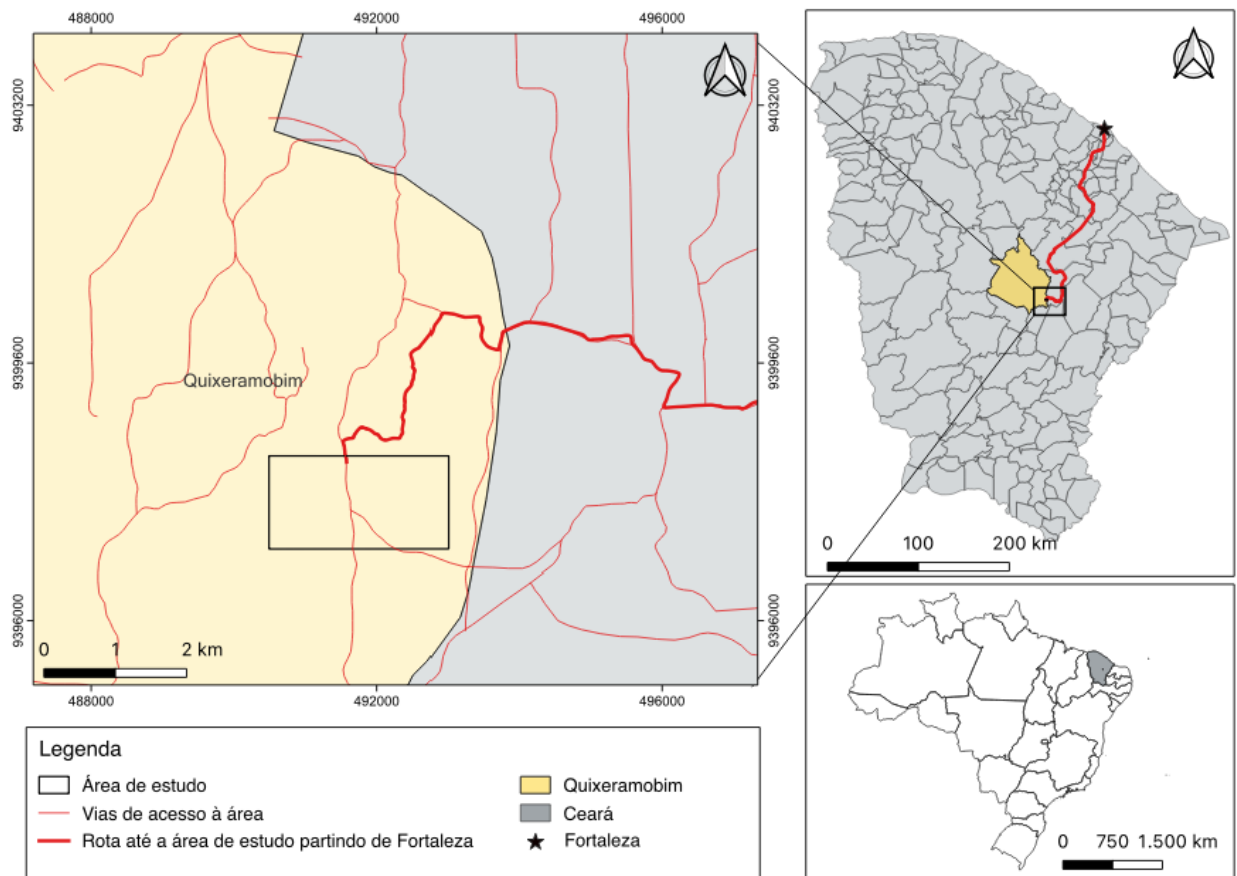 488000
492000
496000
9403200
9403200
9399600
9399600
Quixeramobim
9396000
9396000
0 1 2 km
488000
492000
496000
0 100 200 km
0 750 1.500 km
Legenda
Área de estudo
Vias de acesso à área
Rota até a área de estudo partindo de Fortaleza
Quixeramobim
Ceará
Fortaleza